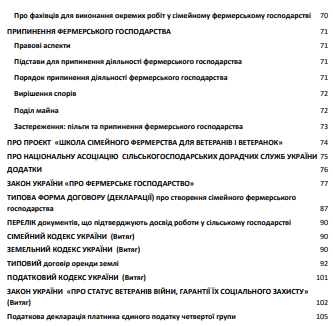 Про фахівців для виконання окремих робіт у сімейному фермерському господарстві 70
ПРИПИНЕННЯ ФЕРМЕРСЬКОГО ГОСПОДАРСТВА 71
Правові аспекти 71
Підстави для припинення діяльності фермерського господарства 71
Порядок припинення діяльності фермерського господарства 71
Вирішення спорів 72
Поділ майна 72
Застереження: пільги та припинення фермерського господарства 73
ПРО ПРОЕКТ «ШКОЛА СІМЕЙНОГО ФЕРМЕРСТВА ДЛЯ ВЕТЕРАНІВ І ВЕТЕРАНОК» 74
ПРО НАЦІОНАЛЬНУ АСОЦІАЦІЮ СІЛЬСЬКОГОСПОДАРСЬКИХ ДОРАДЧИХ СЛУЖБ УКРАЇНИ 75
ДОДАТКИ 76
ЗАКОН УКРАЇНИ «ПРО ФЕРМЕРСЬКЕ ГОСПОДАРСТВО» 77
ТИПОВА ФОРМА ДОГОВОРУ (ДЕКЛАРАЦІЇ) про створення сімейного фермерського
господарства 87
ПЕРЕЛІК документів, що підтверджують досвід роботи у сільському господарстві 90
СІМЕЙНИЙ КОДЕКС УКРАЇНИ (Витяг) 90
ЗЕМЕЛЬНИЙ КОДЕКС УКРАЇНИ (Витяг) 90
ТИПОВИЙ договір оренди землі 92
ПОДАТКОВИЙ КОДЕКС УКРАЇНИ (Витяг) 101
ЗАКОН УКРАЇНИ «ПРО СТАТУС ВЕТЕРАНІВ ВІЙНИ, ГАРАНТІЇ ЇХ СОЦІАЛЬНОГО ЗАХИСТУ»
(Витяг) 102
Податкова декларація платника єдиного податку четвертої групи 105